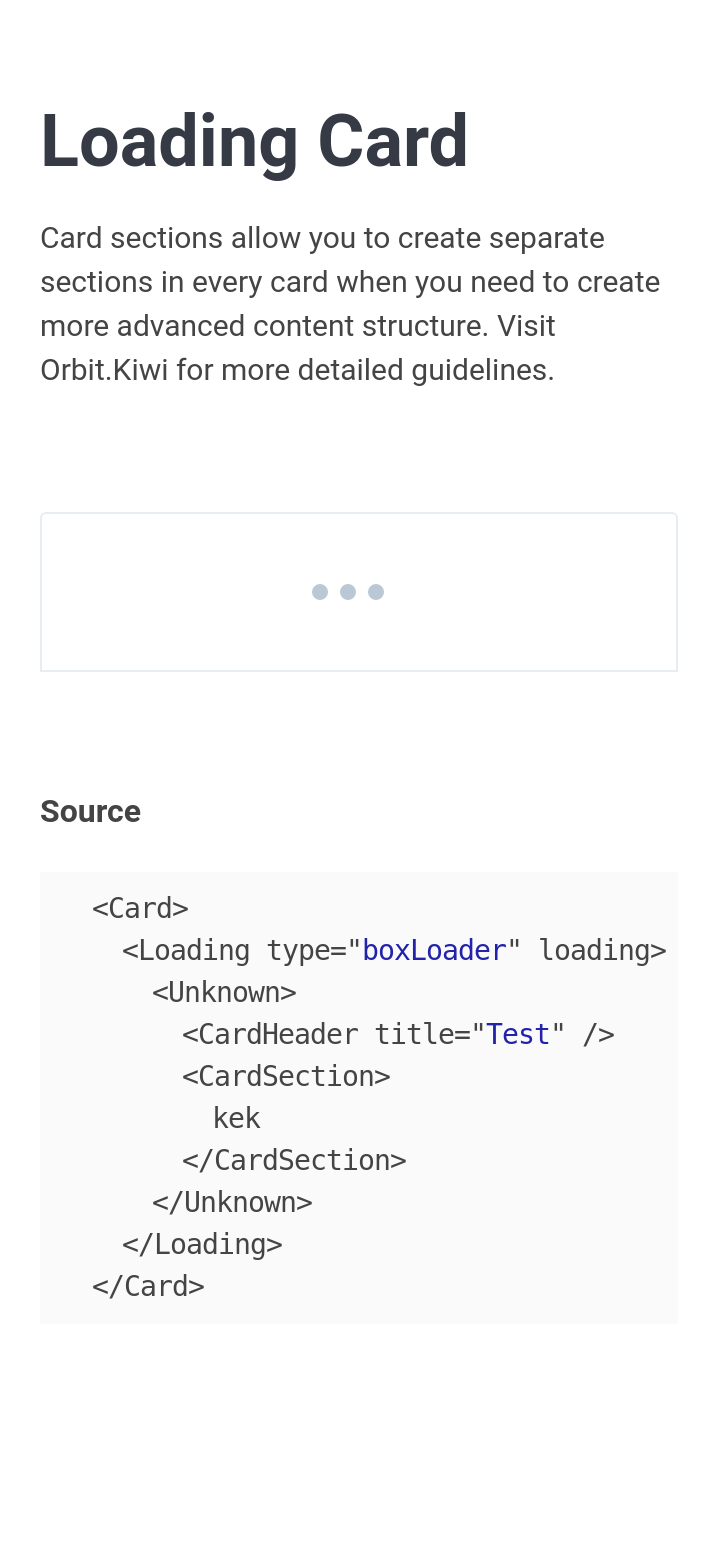 Loading Card
Card sections allow you to create separate
sections in every card when you need to create
more advanced content structure. Visit
Orbit.Kiwi for more detailed guidelines.
Source
<Card>
  <Loading type="boxLoader" loading>
    <Unknown>
      <CardHeader title="Test" />
      <CardSection>
        kek
      </CardSection>
    </Unknown>
  </Loading>
</Card>